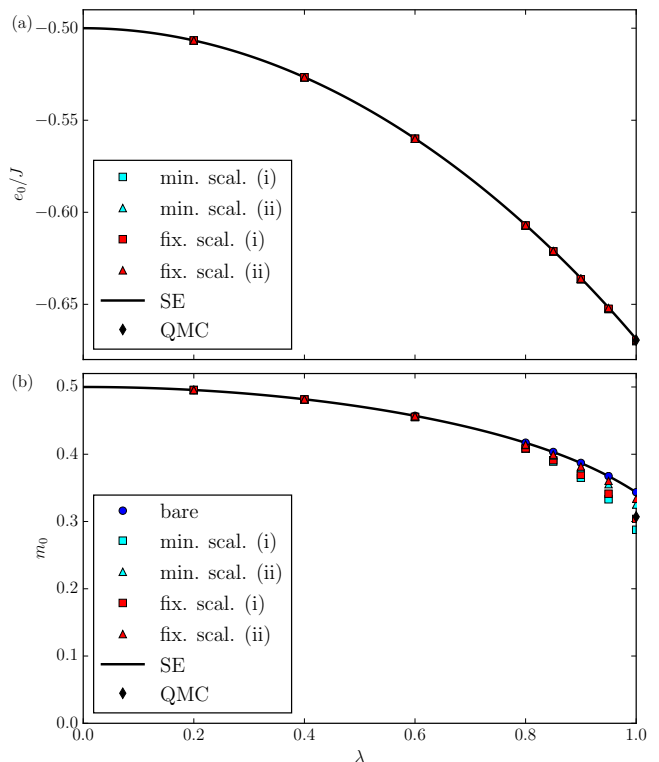 (a)
−0.50
−0.55
−0.60
−0.65
e₀/J
min. scal. (i)
min. scal. (ii)
fix. scal. (i)
fix. scal. (ii)
SE
QMC
(b)
0.5
0.4
0.3
0.2
0.1
0.0
m₀
bare
min. scal. (i)
min. scal. (ii)
fix. scal. (i)
fix. scal. (ii)
SE
QMC
0.0 0.2 0.4 0.6 0.8 1.0
λ